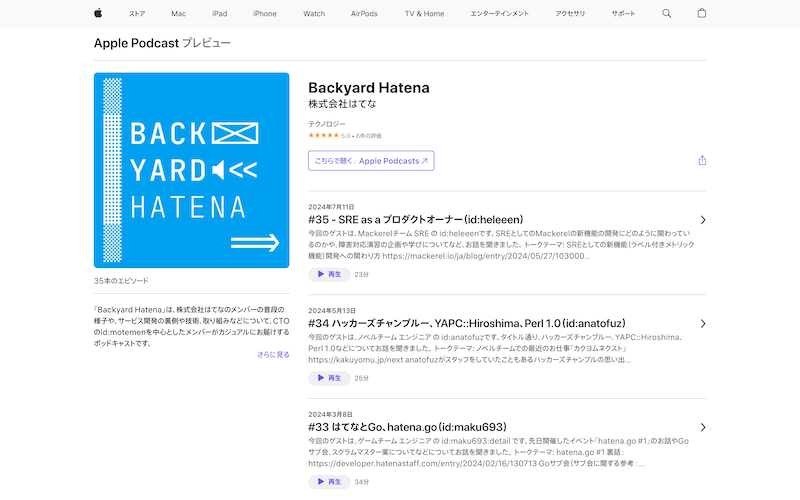 ストア
Mac
iPad
iPhone
Watch
AirPods
TV & Home
エンターテインメント
アクセサリ
サポート
Apple Podcast プレビュー
BACK
YARD
HATENA
35本のエピソード
「Backyard Hatena」は、株式会社はてなのメンバーの普段の
様子や、サービス開発の裏側や技術、取り組みなどについて、CTO
のid:motemenを中心としたメンバーがカジュアルにお届けする
ポッドキャストです。
さらに見る
Backyard Hatena
株式会社はてな
テクノロジー
★★★★★ 5.0 • 6件の評価
こちらで聴く: Apple Podcasts ↗
2024年7月11日
#35 - SRE as a プロダクトオーナー（id:heleeen）
今回のゲストは、Mackerelチーム SRE の id:heleeenです。SREとしてのMackerelの新機能の開発にどのように関わって
いるのかや、障害対応演習の企画や学びについてなど、お話を聞きました。 トークテーマ: SREとしての新機能（ラベル付きメトリック
機能）開発への関わり方 https://mackerel.io/ja/blog/entry/2024/05/27/103000...
再生
23分
2024年5月13日
#34 ハッカーズチャンプルー、YAPC::Hiroshima、Perl 1.0（id:anatofuz）
今回のゲストは、ノベルチーム エンジニア の id:anatofuzです。タイトル通り、ハッカーズチャンプルー、YAPC::Hiroshima、
Perl 1.0などについてお話を聞きました。 トークテーマ: ノベルチームでの最近のお仕事「カクヨムネクスト」
https://kakuyomu.jp/next anatofuzがスタッフをしていたこともあるハッカーズチャンプルの思い出...
再生
25分
2024年3月8日
#33 はてなとGo、hatena.go（id:maku693）
今回のゲストは、ゲームチーム エンジニア の id:maku693:detail です。先日開催したイベント「hatena.go #1」のお話やGo
サブ会、スクラムマスター業についてなどについてお話を聞きました。 トークテーマ: hatena.go #1 裏話 :
https://developer.hatenastaff.com/entry/2024/02/16/130713 Goサブ会（サブ会に関する参考 :...
再生
34分